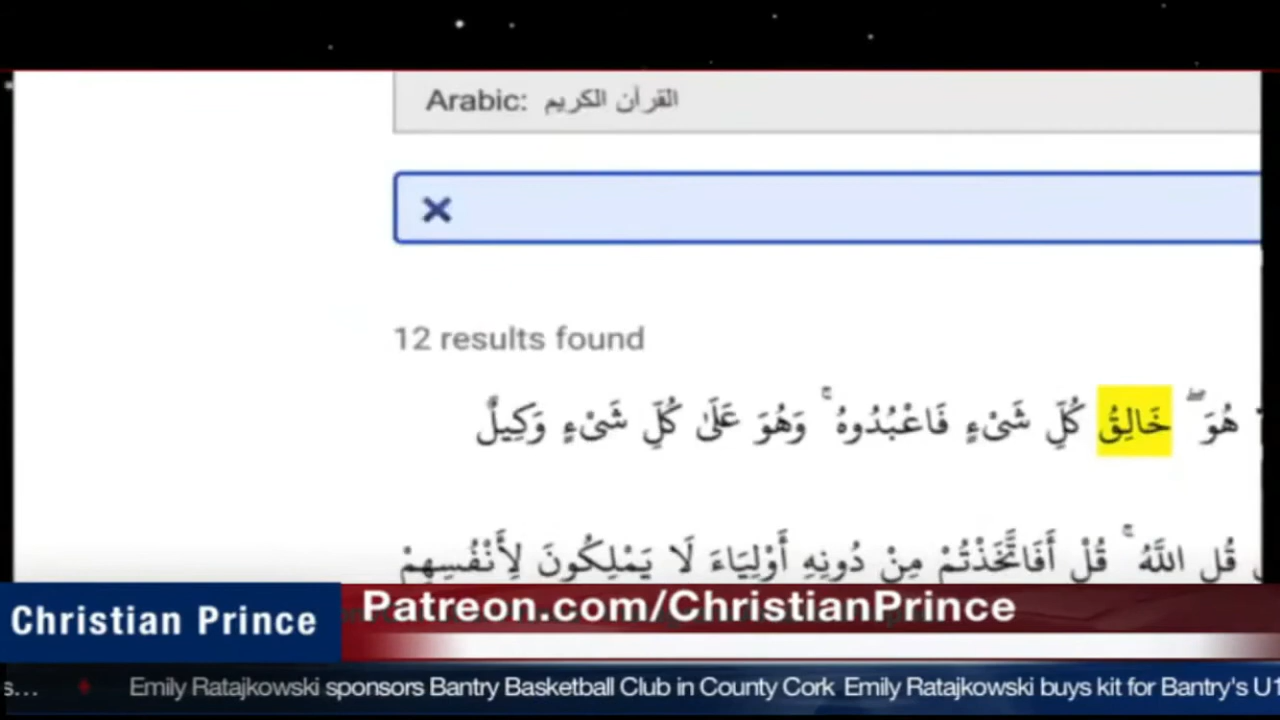 Arabic: القرآن الكريم
12 results found
هُوَ ۖ خَالِقُ كُلِّ شَىْءٍ فَاعْبُدُوهُ ۚ وَهُوَ عَلَىٰ كُلِّ شَىْءٍ وَكِيلٌ
قُلِ اللَّهُ ۚ قُلْ أَفَاتَّخَذْتُمْ مِنْ دُونِهِ أَوْلِيَاءَ لَا يَمْلِكُونَ لِأَنْفُسِهِمْ
Christian Prince
Patreon.com/ChristianPrince
s... Emily Ratajkowski sponsors Bantry Basketball Club in County Cork Emily Ratajkowski buys kit for Bantry's U1